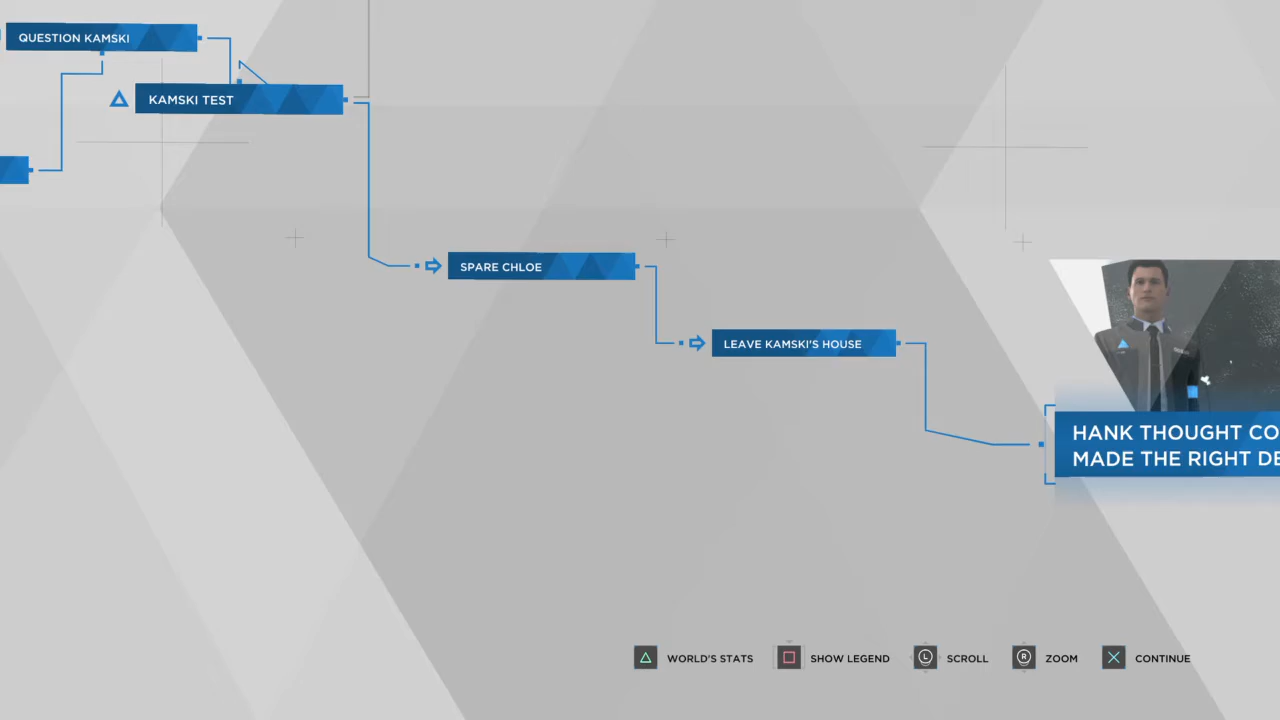 QUESTION KAMSKI
KAMSKI TEST
SPARE CHLOE
LEAVE KAMSKI'S HOUSE
HANK THOUGHT CO
MADE THE RIGHT DE
WORLD'S STATS
SHOW LEGEND
L
SCROLL
R
ZOOM
CONTINUE